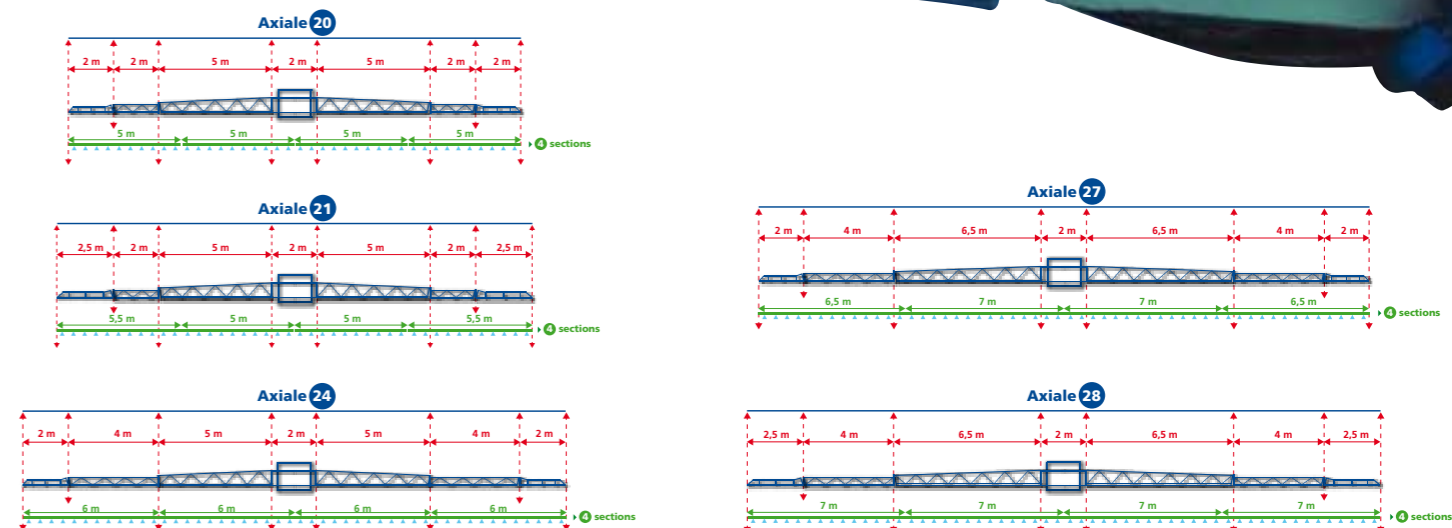 Axiale 20
2 m 2 m 5 m 2 m 5 m 2 m 2 m
5 m 5 m 5 m 5 m
4 sections
Axiale 21
2,5 m 2 m 5 m 2 m 5 m 2 m 2,5 m
5,5 m 5 m 5 m 5,5 m
4 sections
Axiale 24
2 m 4 m 5 m 2 m 5 m 4 m 2 m
6 m 6 m 6 m 6 m
4 sections
Axiale 27
2 m 4 m 6,5 m 2 m 6,5 m 4 m 2 m
6,5 m 7 m 7 m 6,5 m
4 sections
Axiale 28
2,5 m 4 m 6,5 m 2 m 6,5 m 4 m 2,5 m
7 m 7 m 7 m 7 m
4 sections